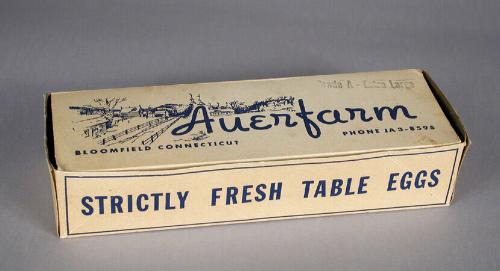 Grade A - Extra Large
Auerfarm
BLOOMFIELD CONNECTICUT
PHONE JA3-8598
STRICTLY FRESH TABLE EGGS